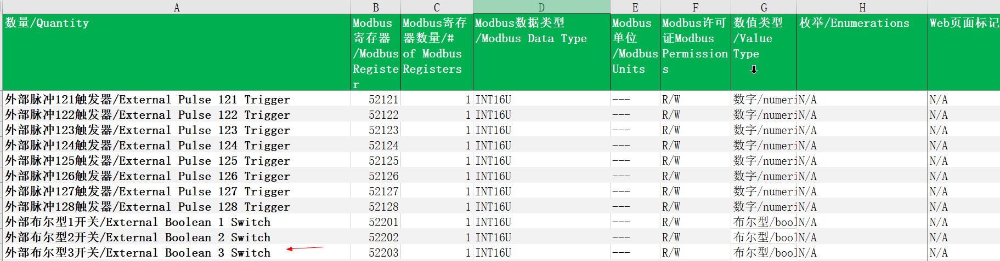 A B C D E F G H
数量/Quantity Modbus寄存器/Modbus Register Modbus寄存器数量/# of Modbus Registers Modbus数据类型/Modbus Data Type Modbus单位/Modbus Units Modbus许可证Modbus Permissions 数值类型/Value Type 枚举/Enumerations Web页面标记
外部脉冲121触发器/External Pulse 121 Trigger 52121 1 INT16U --- R/W 数字/numeri N/A N/A
外部脉冲122触发器/External Pulse 122 Trigger 52122 1 INT16U --- R/W 数字/numeri N/A N/A
外部脉冲123触发器/External Pulse 123 Trigger 52123 1 INT16U --- R/W 数字/numeri N/A N/A
外部脉冲124触发器/External Pulse 124 Trigger 52124 1 INT16U --- R/W 数字/numeri N/A N/A
外部脉冲125触发器/External Pulse 125 Trigger 52125 1 INT16U --- R/W 数字/numeri N/A N/A
外部脉冲126触发器/External Pulse 126 Trigger 52126 1 INT16U --- R/W 数字/numeri N/A N/A
外部脉冲127触发器/External Pulse 127 Trigger 52127 1 INT16U --- R/W 数字/numeri N/A N/A
外部脉冲128触发器/External Pulse 128 Trigger 52128 1 INT16U --- R/W 数字/numeri N/A N/A
外部布尔型1开关/External Boolean 1 Switch 52201 1 INT16U --- R/W 布尔型/bool N/A N/A
外部布尔型2开关/External Boolean 2 Switch 52202 1 INT16U --- R/W 布尔型/bool N/A N/A
外部布尔型3开关/External Boolean 3 Switch 52203 1 INT16U --- R/W 布尔型/bool N/A N/A